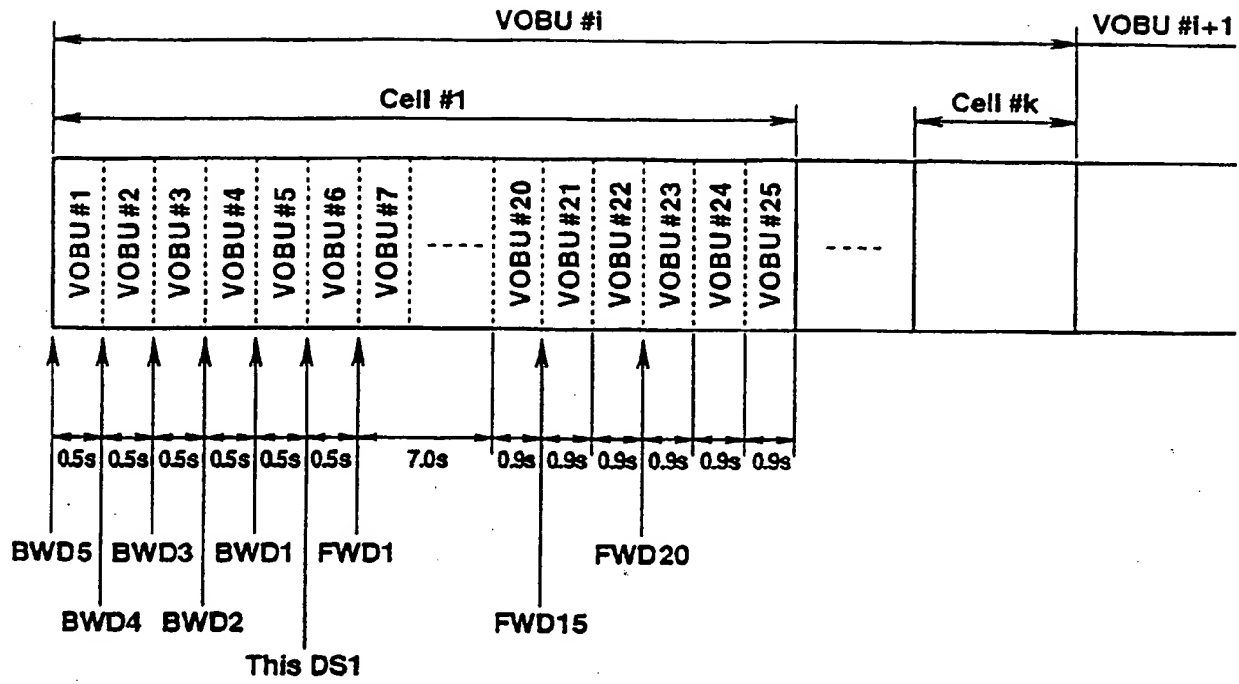 VOBU #i
VOBU #i+1
Cell #1
Cell #k
VOBU#1
VOBU#2
VOBU#3
VOBU#4
VOBU#5
VOBU#6
VOBU#7
VOBU#20
VOBU#21
VOBU#22
VOBU#23
VOBU#24
VOBU#25
0.5s 0.5s 0.5s 0.5s 0.5s 0.5s 7.0s 0.9s 0.9s 0.9s 0.9s 0.9s 0.9s
BWD5 BWD3 BWD1 FWD1 FWD20
BWD4 BWD2 FWD15
This DS1